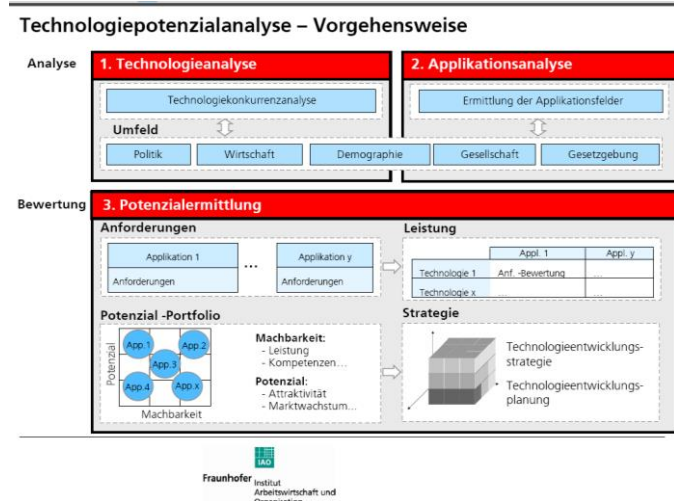 Technologiepotenzialanalyse – Vorgehensweise
Analyse
1. Technologieanalyse
2. Applikationsanalyse
Technologiekonkurrenzanalyse
Ermittlung der Applikationsfelder
Umfeld
Politik
Wirtschaft
Demographie
Gesellschaft
Gesetzgebung
Bewertung
3. Potenzialermittlung
Anforderungen
Applikation 1
Anforderungen
...
Applikation y
Anforderungen
Leistung
Appl. 1
Appl. y
Technologie 1
Anf. -Bewertung
...
Technologie x
....
...
Potenzial -Portfolio
Potenzial
App.1
App.2
App.3
App.4
App.x
Machbarkeit
Machbarkeit:
- Leistung
- Kompetenzen...
Potenzial:
- Attraktivität
- Marktwachstum...
Strategie
Technologieentwicklungs-
strategie
Technologieentwicklungs-
planung
IAO
Fraunhofer Institut
Arbeitswirtschaft und
Organisation